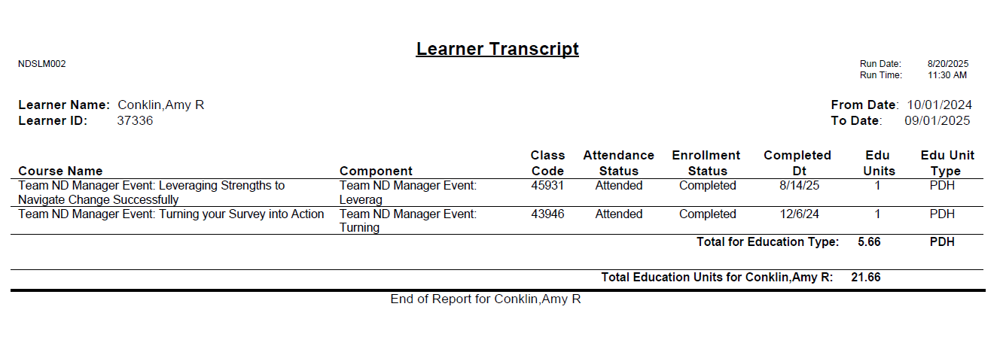 Learner Transcript
NDSLM002
Run Date: 8/20/2025
Run Time: 11:30 AM
Learner Name: Conklin,Amy R
From Date: 10/01/2024
Learner ID: 37336
To Date: 09/01/2025
Class Attendance Enrollment Completed Edu Edu Unit
Course Name Component Code Status Status Dt Units Type
Team ND Manager Event: Leveraging Strengths to Team ND Manager Event: 45931 Attended Completed 8/14/25 1 PDH
Navigate Change Successfully Leverag
Team ND Manager Event: Turning your Survey into Action Team ND Manager Event: 43946 Attended Completed 12/6/24 1 PDH
Turning
Total for Education Type: 5.66 PDH
Total Education Units for Conklin,Amy R: 21.66
End of Report for Conklin,Amy R